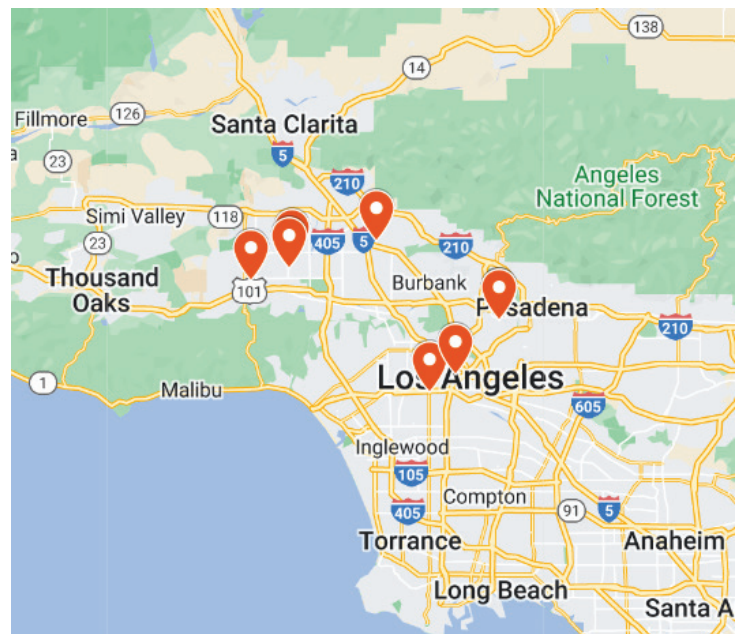 138
14
Fillmore
126
Santa Clarita
a
23
5
210
Angeles
National Forest
Simi Valley
118
23
405
5
210
o
Thousand
Oaks
101
Burbank
Pasadena
210
1
Malibu
Los Angeles
605
Inglewood
105
Compton
405
91
5
Torrance
Anaheim
Long Beach
Santa A